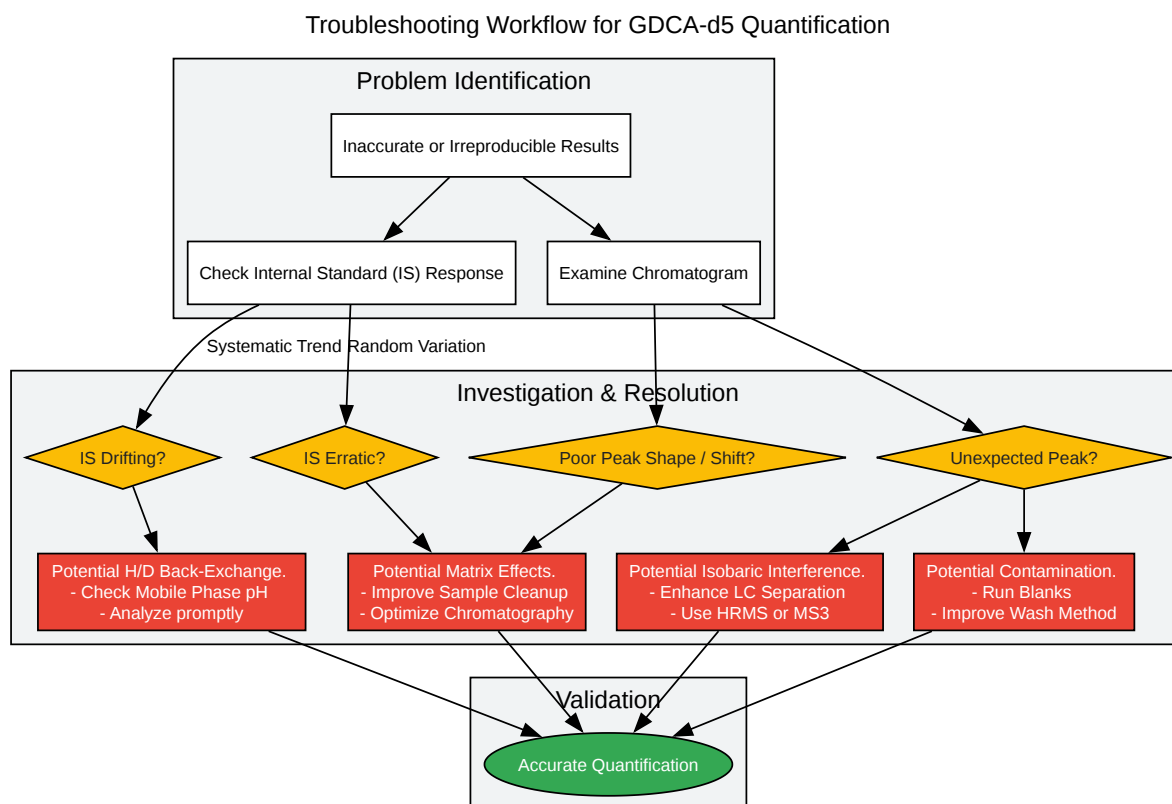 Troubleshooting Workflow for GDCA-d5 Quantification
Problem Identification
Inaccurate or Irreproducible Results
Check Internal Standard (IS) Response
Examine Chromatogram
Systematic Trend
Random Variation
Investigation & Resolution
IS Drifting?
IS Erratic?
Poor Peak Shape / Shift?
Unexpected Peak?
Potential H/D Back-Exchange.
- Check Mobile Phase pH
- Analyze promptly
Potential Matrix Effects.
- Improve Sample Cleanup
- Optimize Chromatography
Potential Isobaric Interference.
- Enhance LC Separation
- Use HRMS or MS3
Potential Contamination.
- Run Blanks
- Improve Wash Method
Validation
Accurate Quantification